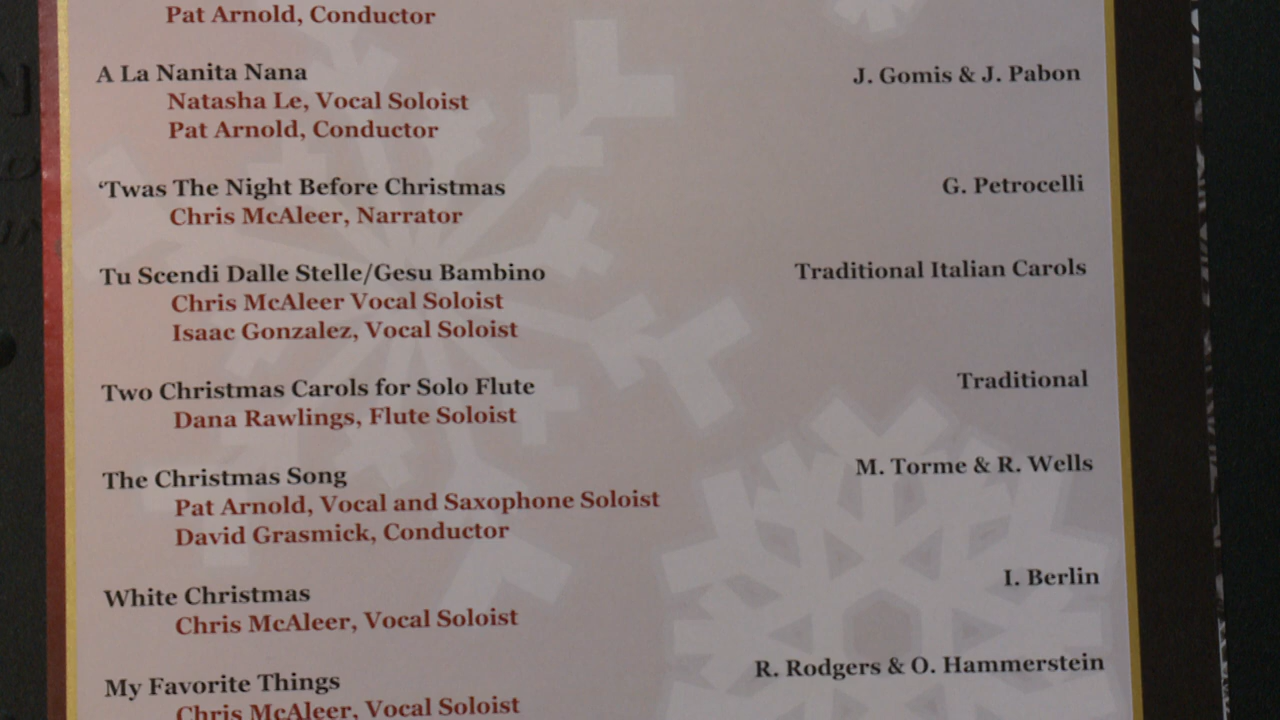 Pat Arnold, Conductor
A La Nanita Nana J. Gomis & J. Pabon
Natasha Le, Vocal Soloist
Pat Arnold, Conductor
‘Twas The Night Before Christmas G. Petrocelli
Chris McAleer, Narrator
Tu Scendi Dalle Stelle/Gesu Bambino Traditional Italian Carols
Chris McAleer Vocal Soloist
Isaac Gonzalez, Vocal Soloist
Two Christmas Carols for Solo Flute Traditional
Dana Rawlings, Flute Soloist
The Christmas Song M. Torme & R. Wells
Pat Arnold, Vocal and Saxophone Soloist
David Grasmick, Conductor
White Christmas I. Berlin
Chris McAleer, Vocal Soloist
My Favorite Things R. Rodgers & O. Hammerstein
Chris McAleer, Vocal Soloist